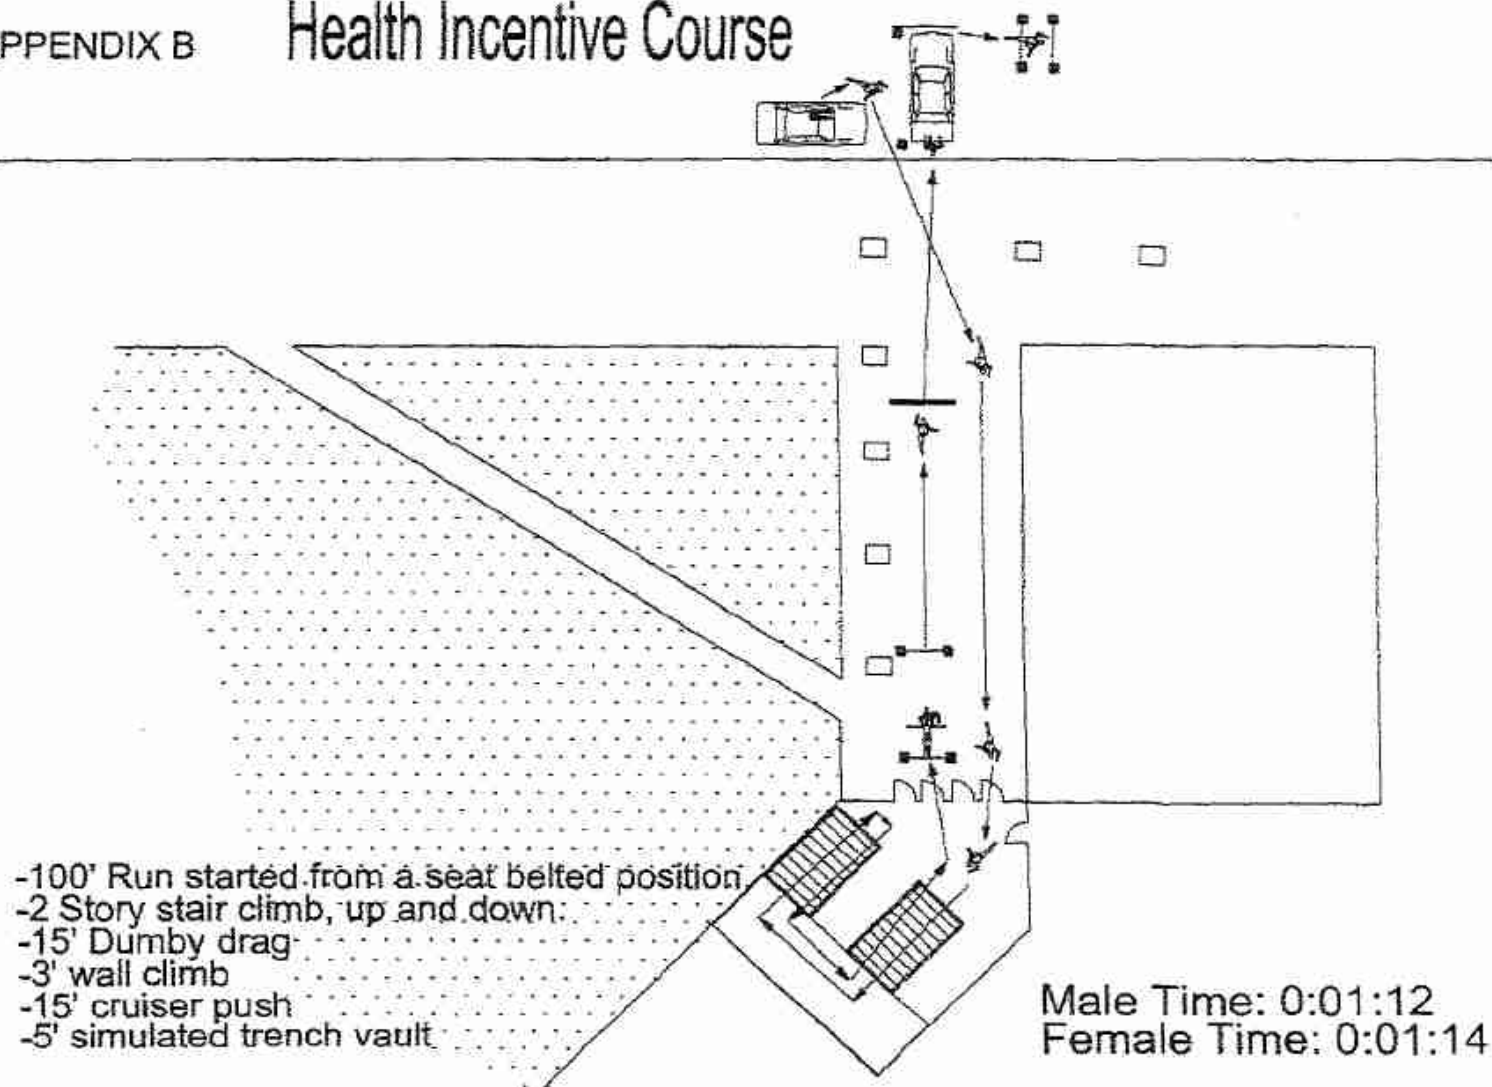 PPENDIX B
Health Incentive Course
-100' Run started from a seat belted position
-2 Story stair climb, up and down.
-15' Dumby drag
-3' wall climb
-15' cruiser push
-5' simulated trench vault
Male Time: 0:01:12
Female Time: 0:01:14